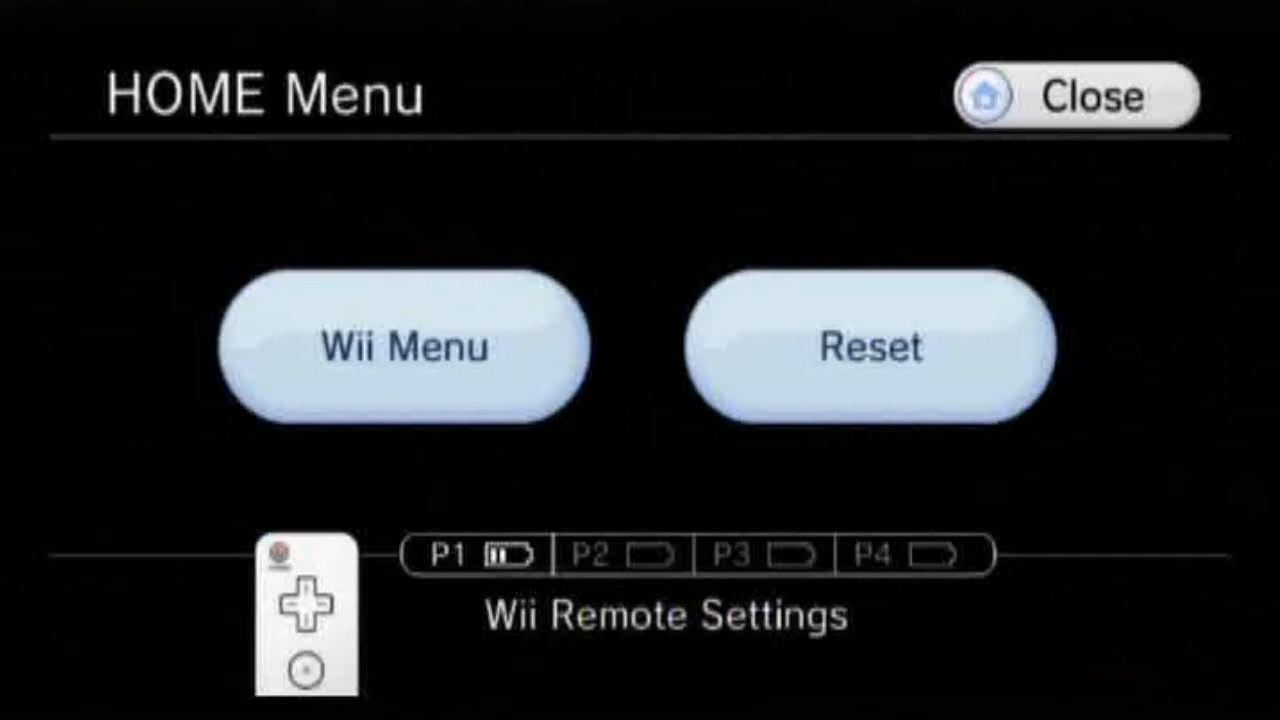 HOME Menu
Close
Wii Menu
Reset
P1 P2 P3 P4
Wii Remote Settings